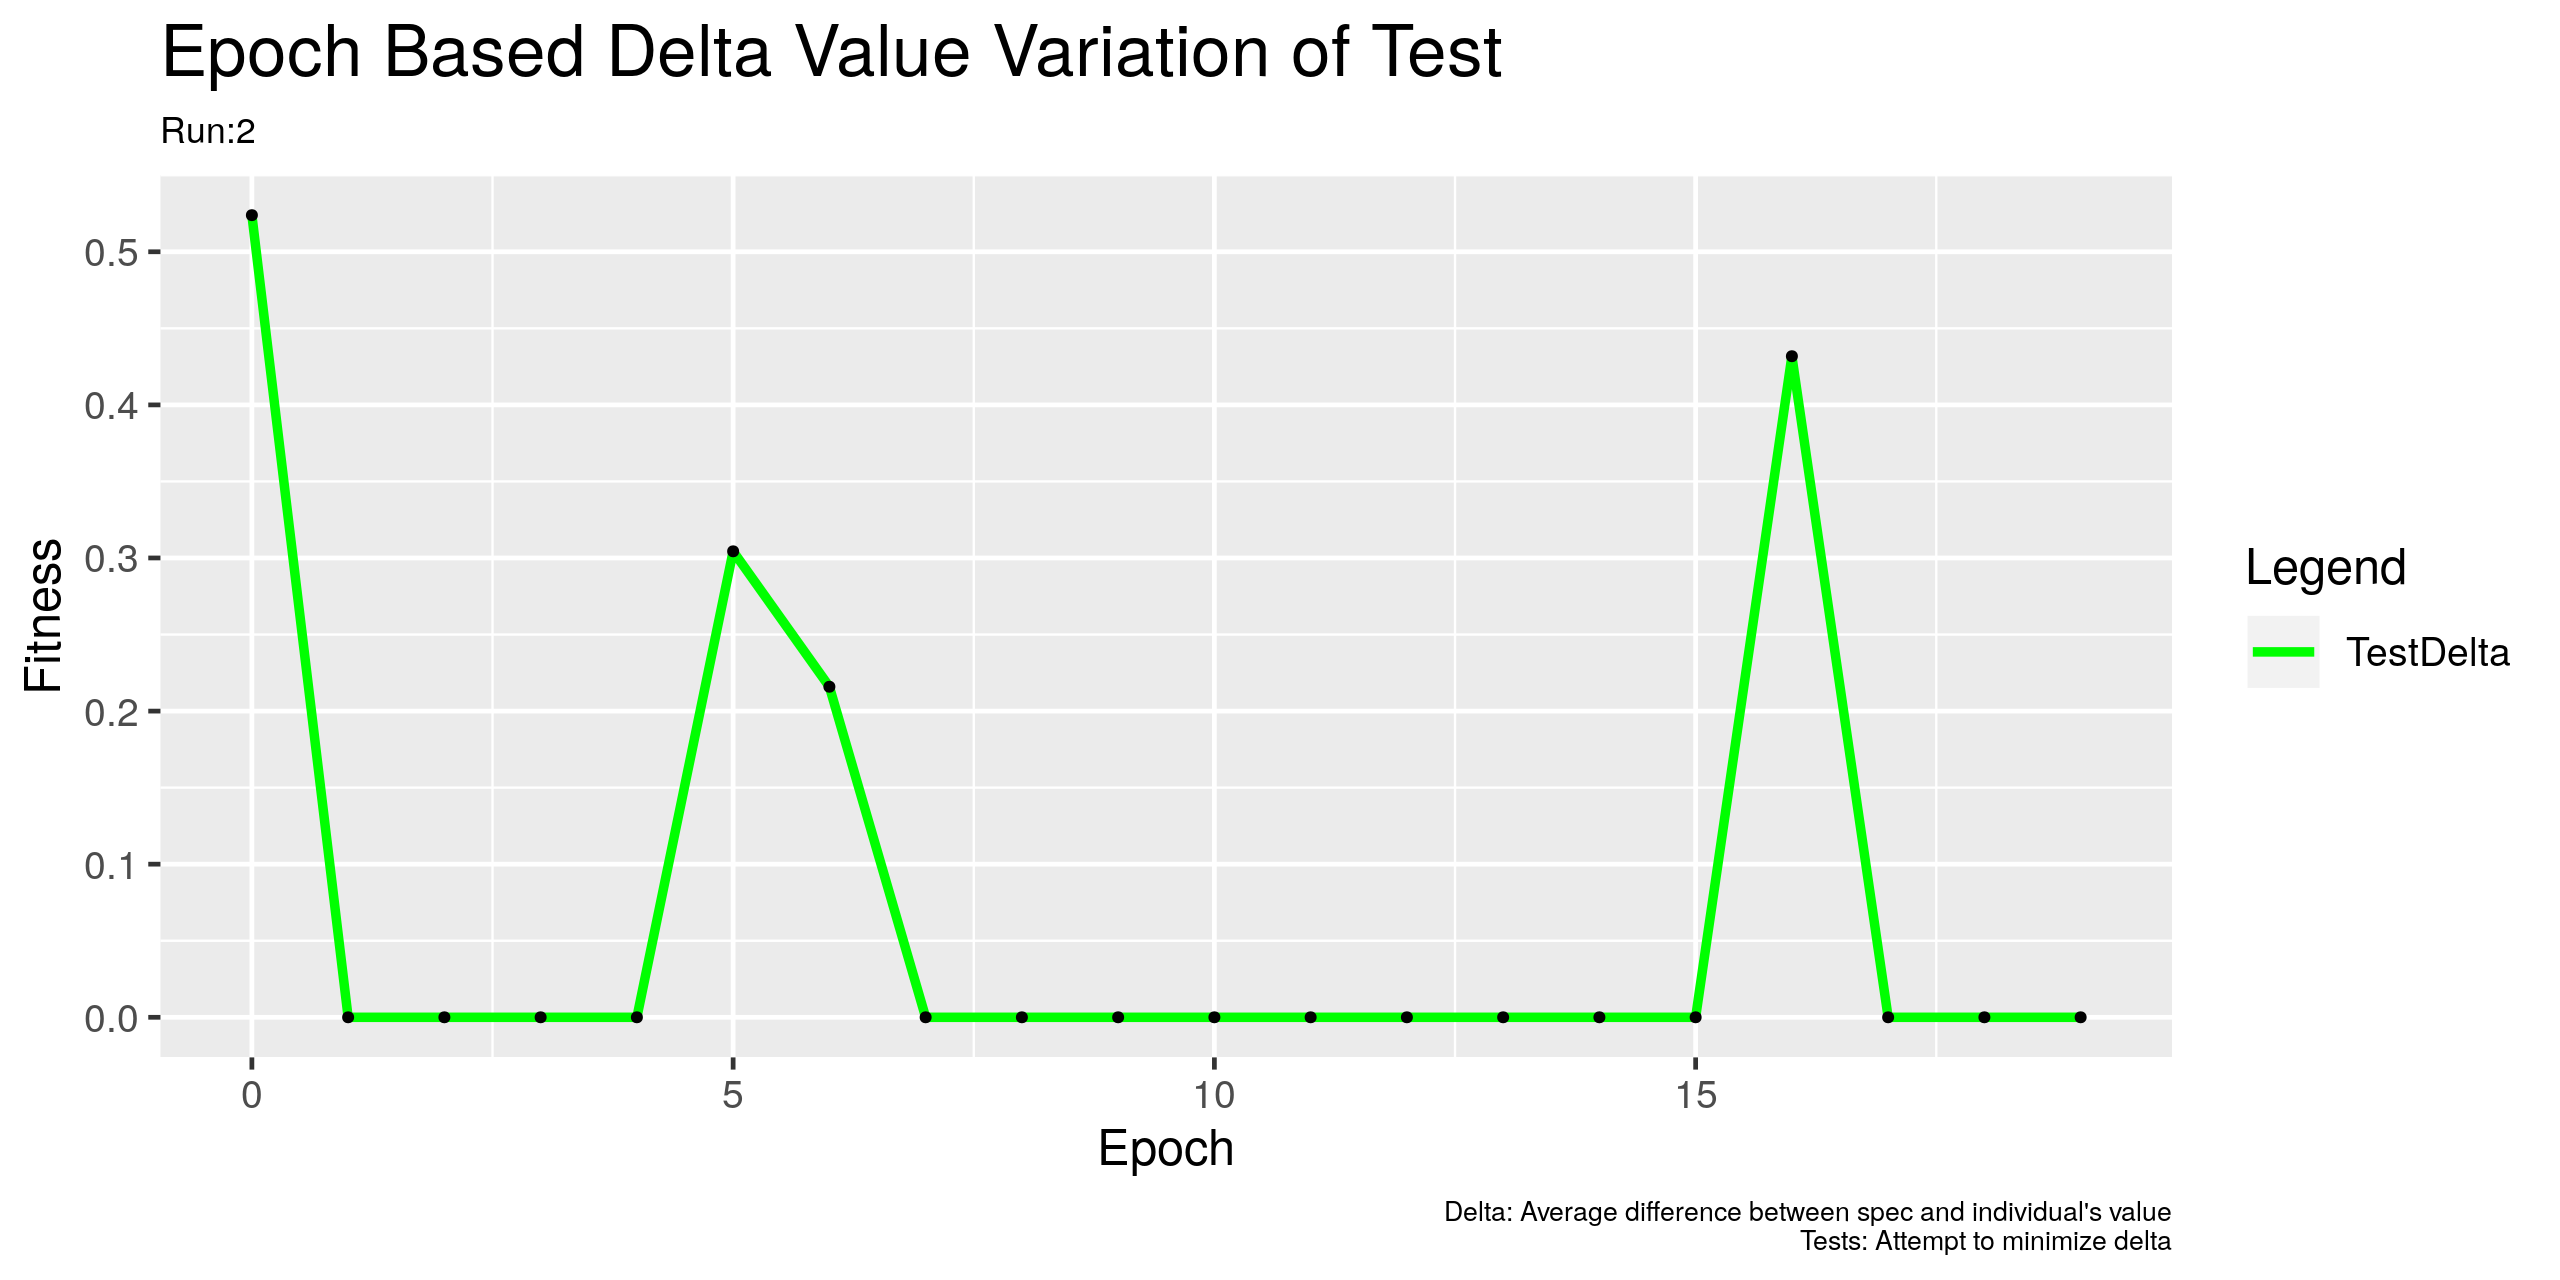 Epoch Based Delta Value Variation of Test
Run:2
Fitness
0.5
0.4
0.3
0.2
0.1
0.0
0
5
10
15
Epoch
Legend
TestDelta
Delta: Average difference between spec and individual's value
Tests: Attempt to minimize delta